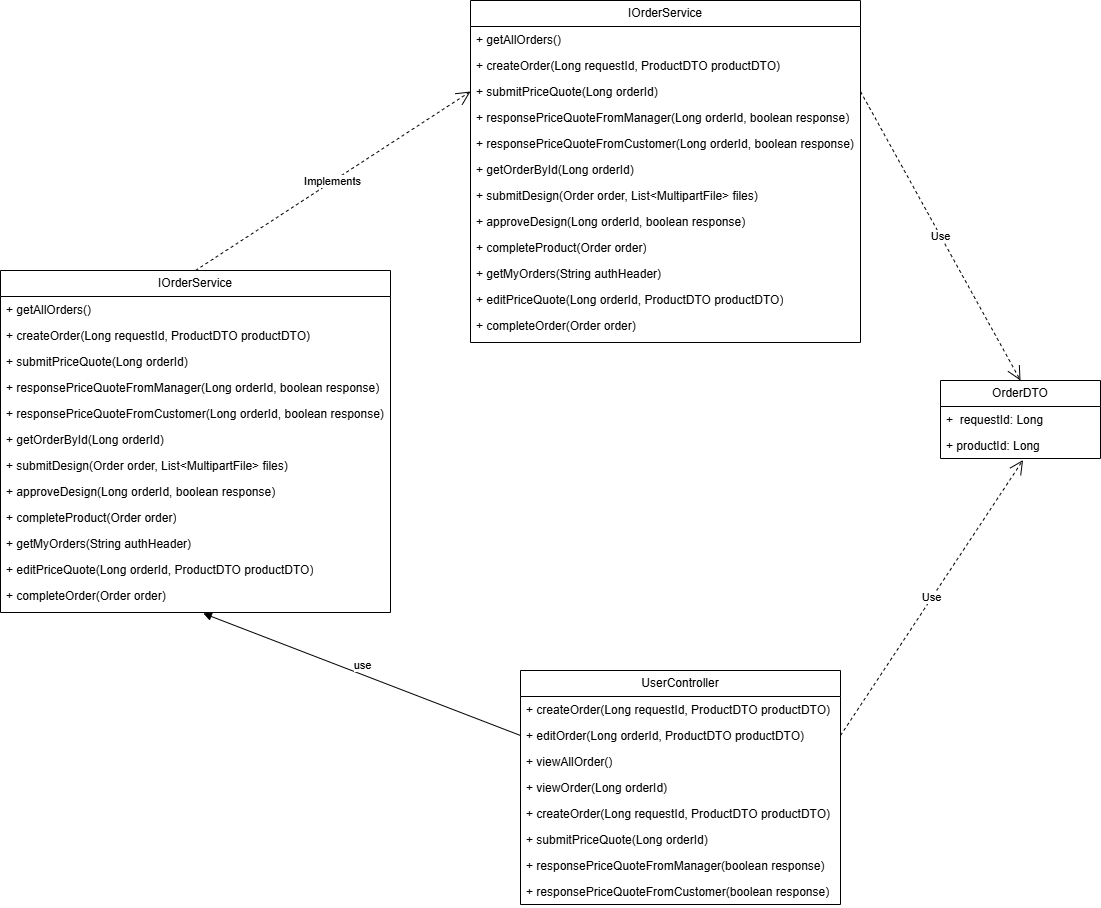 IOrderService
+ getAllOrders()
+ createOrder(Long requestId, ProductDTO productDTO)
+ submitPriceQuote(Long orderId)
+ responsePriceQuoteFromManager(Long orderId, boolean response)
+ responsePriceQuoteFromCustomer(Long orderId, boolean response)
+ getOrderById(Long orderId)
+ submitDesign(Order order, List<MultipartFile> files)
+ approveDesign(Long orderId, boolean response)
+ completeProduct(Order order)
+ getMyOrders(String authHeader)
+ editPriceQuote(Long orderId, ProductDTO productDTO)
+ completeOrder(Order order)
Implements
Use
IOrderService
+ getAllOrders()
+ createOrder(Long requestId, ProductDTO productDTO)
+ submitPriceQuote(Long orderId)
+ responsePriceQuoteFromManager(Long orderId, boolean response)
+ responsePriceQuoteFromCustomer(Long orderId, boolean response)
+ getOrderById(Long orderId)
+ submitDesign(Order order, List<MultipartFile> files)
+ approveDesign(Long orderId, boolean response)
+ completeProduct(Order order)
+ getMyOrders(String authHeader)
+ editPriceQuote(Long orderId, ProductDTO productDTO)
+ completeOrder(Order order)
OrderDTO
+ requestId: Long
+ productId: Long
Use
use
UserController
+ createOrder(Long requestId, ProductDTO productDTO)
+ editOrder(Long orderId, ProductDTO productDTO)
+ viewAllOrder()
+ viewOrder(Long orderId)
+ createOrder(Long requestId, ProductDTO productDTO)
+ submitPriceQuote(Long orderId)
+ responsePriceQuoteFromManager(boolean response)
+ responsePriceQuoteFromCustomer(boolean response)